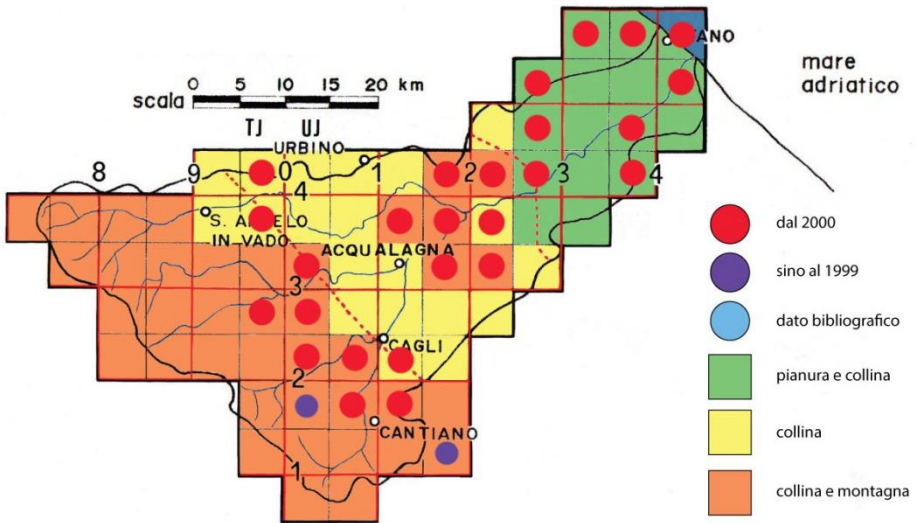 FANO
mare
adriatico
0 5 10 15 20 km
scala
TJ UJ
URBINO
8 9 0 1 2 3 4
4
S. ANGELO
IN VADO
ACQUALAGNA
3
CAGLI
2
CANTIANO
1
dal 2000
sino al 1999
dato bibliografico
pianura e collina
collina
collina e montagna